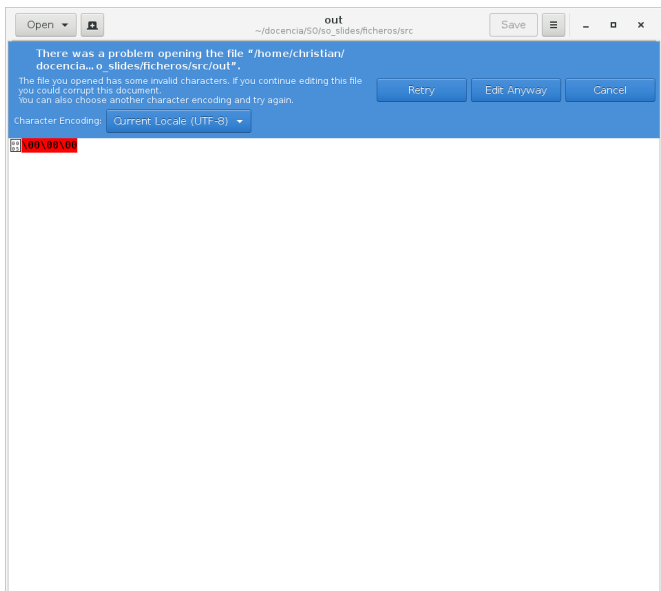 Open
out
~/docencia/SO/so_slides/ficheros/src
Save
There was a problem opening the file “/home/christian/
docencia…o_slides/ficheros/src/out”.
The file you opened has some invalid characters. If you continue editing this file
you could corrupt this document.
You can also choose another character encoding and try again.
Retry
Edit Anyway
Cancel
Character Encoding:
Current Locale (UTF-8)
\00\00\00